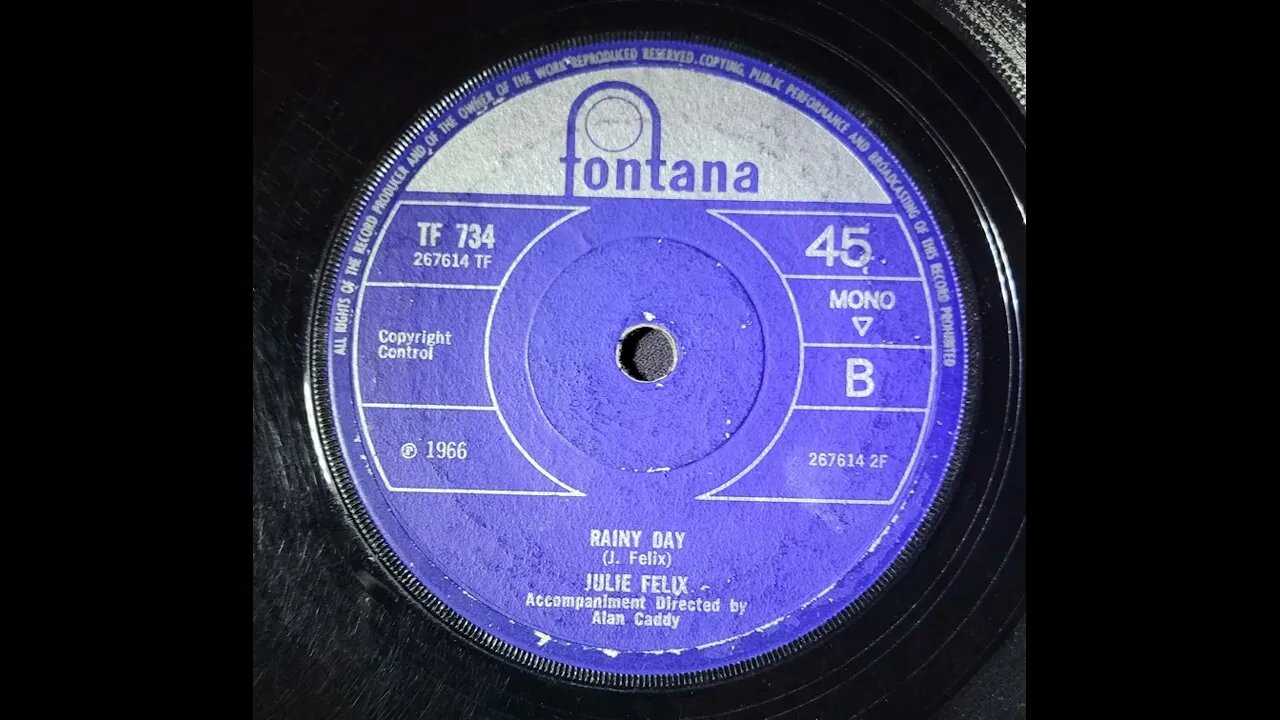 ALL RIGHTS OF THE RECORD PRODUCER AND OF THE OWNER OF THE WORK REPRODUCED RESERVED. COPYING, PUBLIC PERFORMANCE AND BROADCASTING OF THIS RECORD PROHIBITED
fontana
TF 734
267614 TF
45
MONO
Copyright
Control
B
℗ 1966
267614 2F
RAINY DAY
(J. Felix)
JULIE FELIX
Accompaniment Directed by
Alan Caddy